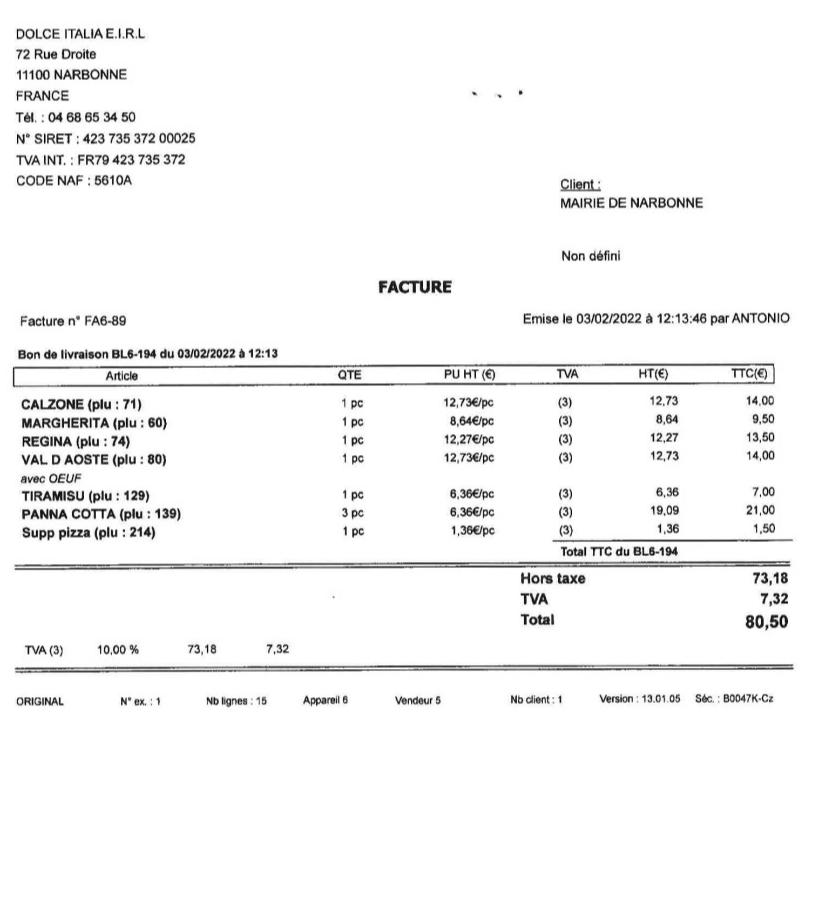 DOLCE ITALIA E.I.R.L
72 Rue Droite
11100 NARBONNE
FRANCE
Tél. : 04 68 65 34 50
N° SIRET : 423 735 372 00025
TVA INT. : FR79 423 735 372
CODE NAF : 5610A
Client :
MAIRIE DE NARBONNE
Non défini
FACTURE
Facture n° FA6-89 Emise le 03/02/2022 à 12:13:46 par ANTONIO
Bon de livraison BL6-194 du 03/02/2022 à 12:13
Article QTE PU HT (€) TVA HT(€) TTC(€)
CALZONE (plu : 71) 1 pc 12,73€/pc (3) 12,73 14,00
MARGHERITA (plu : 60) 1 pc 8,64€/pc (3) 8,64 9,50
REGINA (plu : 74) 1 pc 12,27€/pc (3) 12,27 13,50
VAL D AOSTE (plu : 80) 1 pc 12,73€/pc (3) 12,73 14,00
avec OEUF
TIRAMISU (plu : 129) 1 pc 6,36€/pc (3) 6,36 7,00
PANNA COTTA (plu : 139) 3 pc 6,36€/pc (3) 19,09 21,00
Supp pizza (plu : 214) 1 pc 1,36€/pc (3) 1,36 1,50
Total TTC du BL6-194
Hors taxe 73,18
TVA 7,32
Total 80,50
TVA (3) 10,00 % 73,18 7,32
ORIGINAL N° ex. : 1 Nb lignes : 15 Appareil 6 Vendeur 5 Nb client : 1 Version : 13.01.05 Séc. : B0047K-Cz